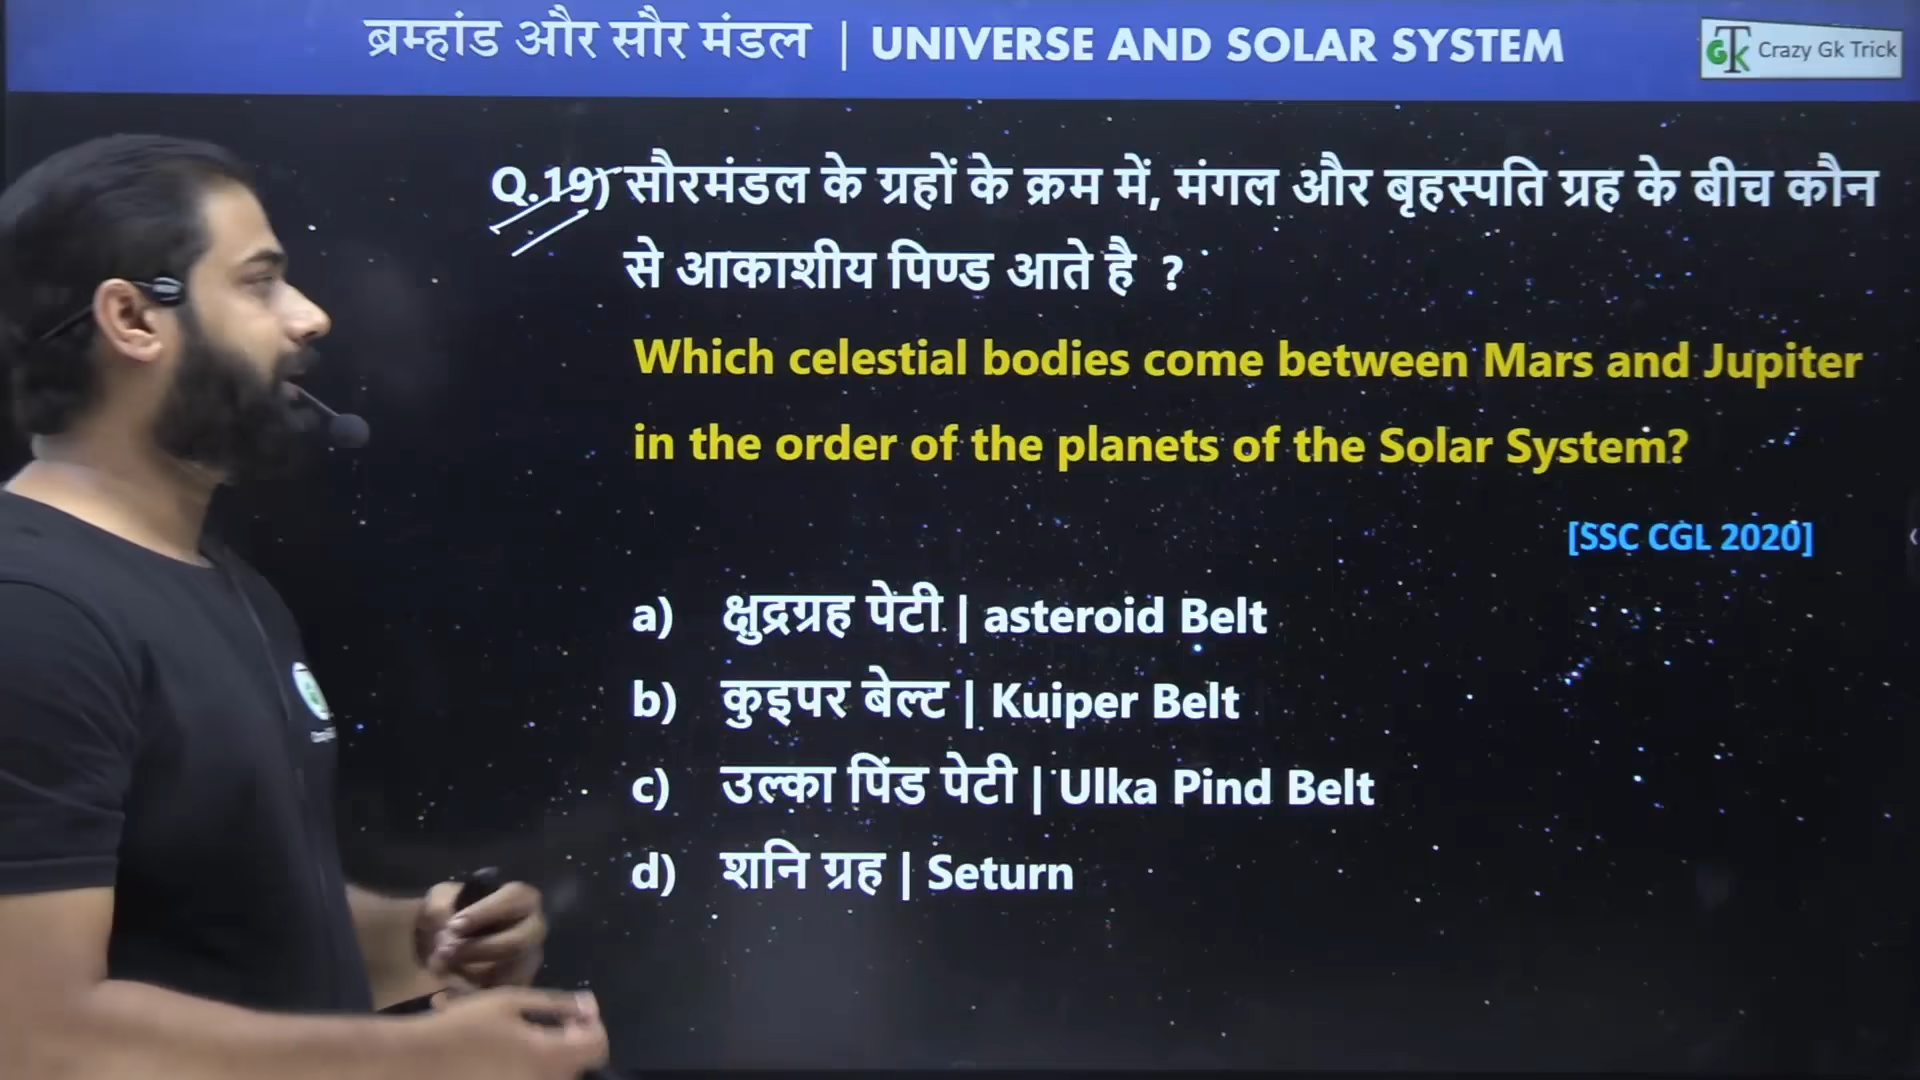 ब्रम्हांड और सौर मंडल | UNIVERSE AND SOLAR SYSTEM
GTK Crazy Gk Trick
Q.19) सौरमंडल के ग्रहों के क्रम में, मंगल और बृहस्पति ग्रह के बीच कौन
से आकाशीय पिण्ड आते है ?
Which celestial bodies come between Mars and Jupiter
in the order of the planets of the Solar System?
[SSC CGL 2020]
a) क्षुद्रग्रह पेटी | asteroid Belt
b) कुइपर बेल्ट | Kuiper Belt
c) उल्का पिंड पेटी | Ulka Pind Belt
d) शनि ग्रह | Seturn